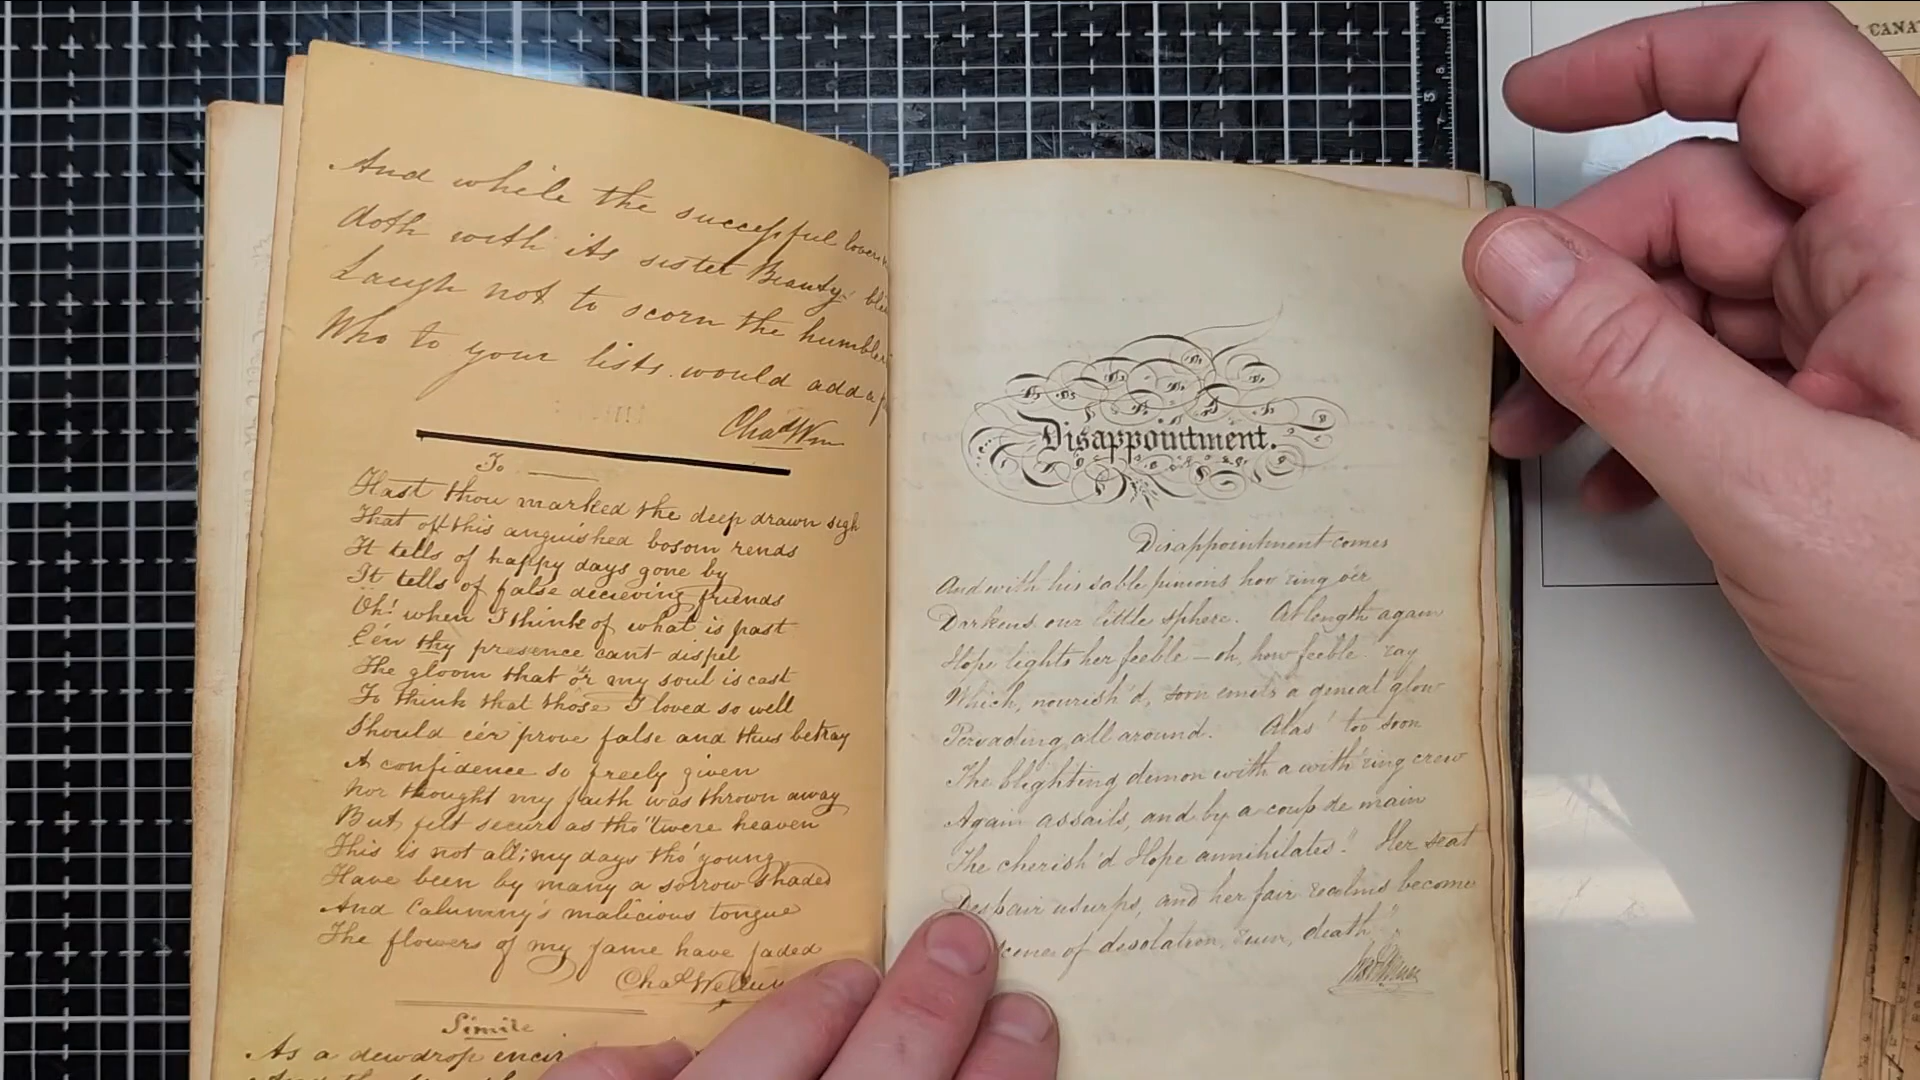 And while the successful lover
doth with its sister Beauty
Laugh not to scorn the humble
Who to your lists would add a
Chas Wm
To
Hast thou marked the deep drawn sigh
That oft this anguished bosom rends
It tells of happy days gone by
It tells of false decieving friends
Oh! when I think of what is past
E'en thy presence cant dispel
The gloom that o'er my soul is cast
To think that those I loved so well
Should e'er prove false and thus betray
A confidence so freely given
Nor thought my faith was thrown away
But felt secure as tho' 'twere heaven
This is not all; my days tho' young
Have been by many a sorrow shaded
And Calumny's malicious tongue
The flowers of my fame have faded
Simile
As a dewdrop
Disappointment.
Disappointment comes
And with his sable pinions hov'ring o'er
Darkens our little sphere. At length again
Hope lights her feeble — oh, how feeble ray
Which, nourish'd, soon emits a genial glow
Pervading all around. Alas! too soon
The blighting demon with a with'ring crew
Again assails, and by a coup de main
The cherish'd Hope annihilates. Her seat
Despair usurps, and her fair realms become
scene of desolation, ruin, death
CANA